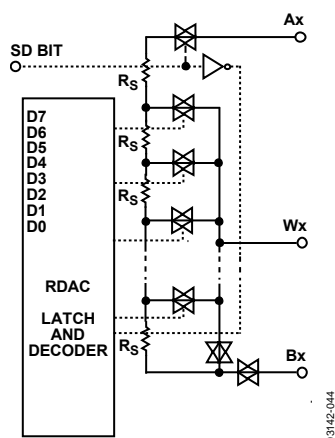 Ax
SD BIT
RS
D7
D6
RS
D5
D4
D3
RS
D2
D1
D0
Wx
RDAC
LATCH
AND
DECODER
RS
Bx
3142-044